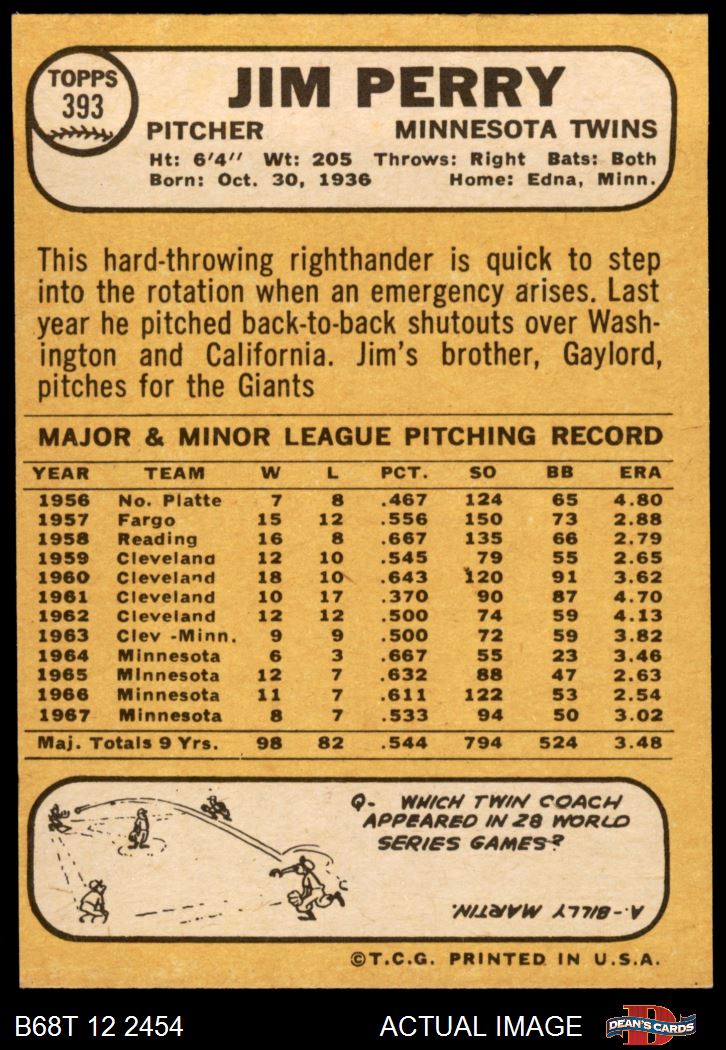 TOPPS
393
JIM PERRY
PITCHER MINNESOTA TWINS
Ht: 6'4" Wt: 205 Throws: Right Bats: Both
Born: Oct. 30, 1936 Home: Edna, Minn.
This hard-throwing righthander is quick to step
into the rotation when an emergency arises. Last
year he pitched back-to-back shutouts over Wash-
ington and California. Jim's brother, Gaylord,
pitches for the Giants
MAJOR & MINOR LEAGUE PITCHING RECORD
YEAR TEAM W L PCT. SO BB ERA
1956 No. Platte 7 8 .467 124 65 4.80
1957 Fargo 15 12 .556 150 73 2.88
1958 Reading 16 8 .667 135 66 2.79
1959 Cleveland 12 10 .545 79 55 2.65
1960 Cleveland 18 10 .643 120 91 3.62
1961 Cleveland 10 17 .370 90 87 4.70
1962 Cleveland 12 12 .500 74 59 4.13
1963 Clev -Minn. 9 9 .500 72 59 3.82
1964 Minnesota 6 3 .667 55 23 3.46
1965 Minnesota 12 7 .632 88 47 2.63
1966 Minnesota 11 7 .611 122 53 2.54
1967 Minnesota 8 7 .533 94 50 3.02
Maj. Totals 9 Yrs. 98 82 .544 794 524 3.48
Q- WHICH TWIN COACH
APPEARED IN 28 WORLD
SERIES GAMES?
A-BILLY MARTIN.
©T.C.G. PRINTED IN U.S.A.
B68T 12 2454 ACTUAL IMAGE DEAN'S CARDS